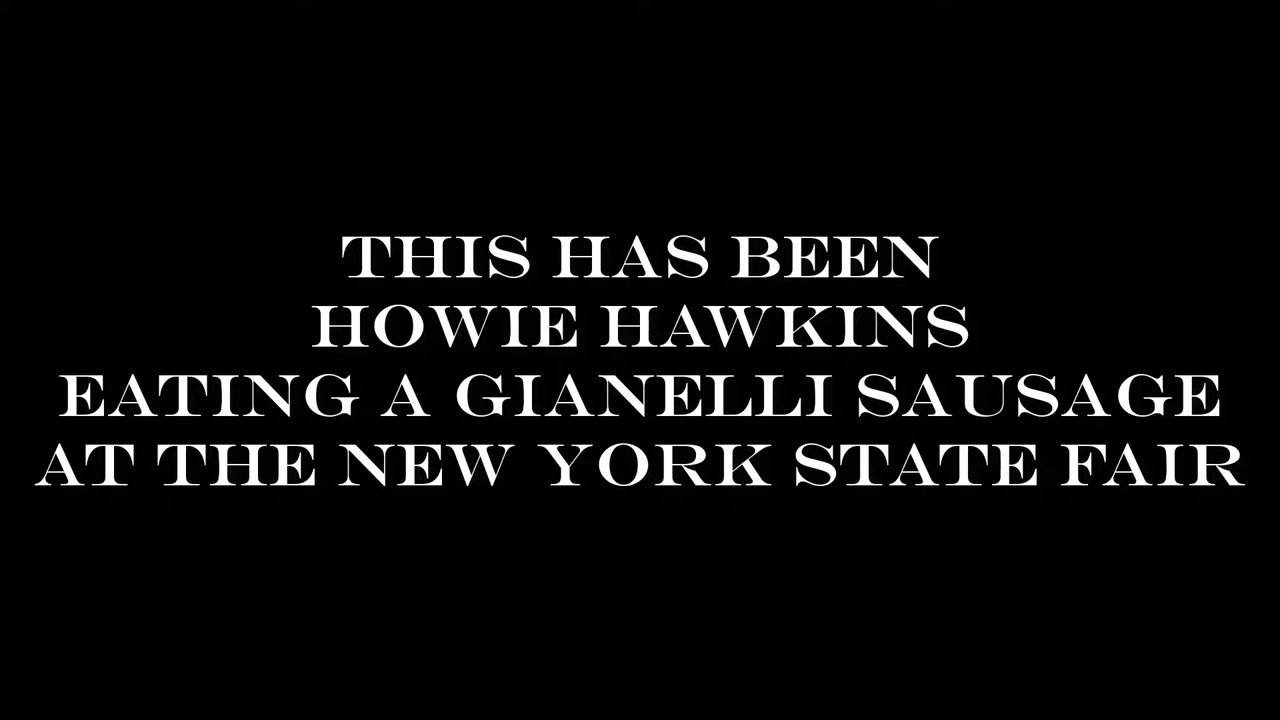 THIS HAS BEEN
HOWIE HAWKINS
EATING A GIANELLI SAUSAGE
AT THE NEW YORK STATE FAIR